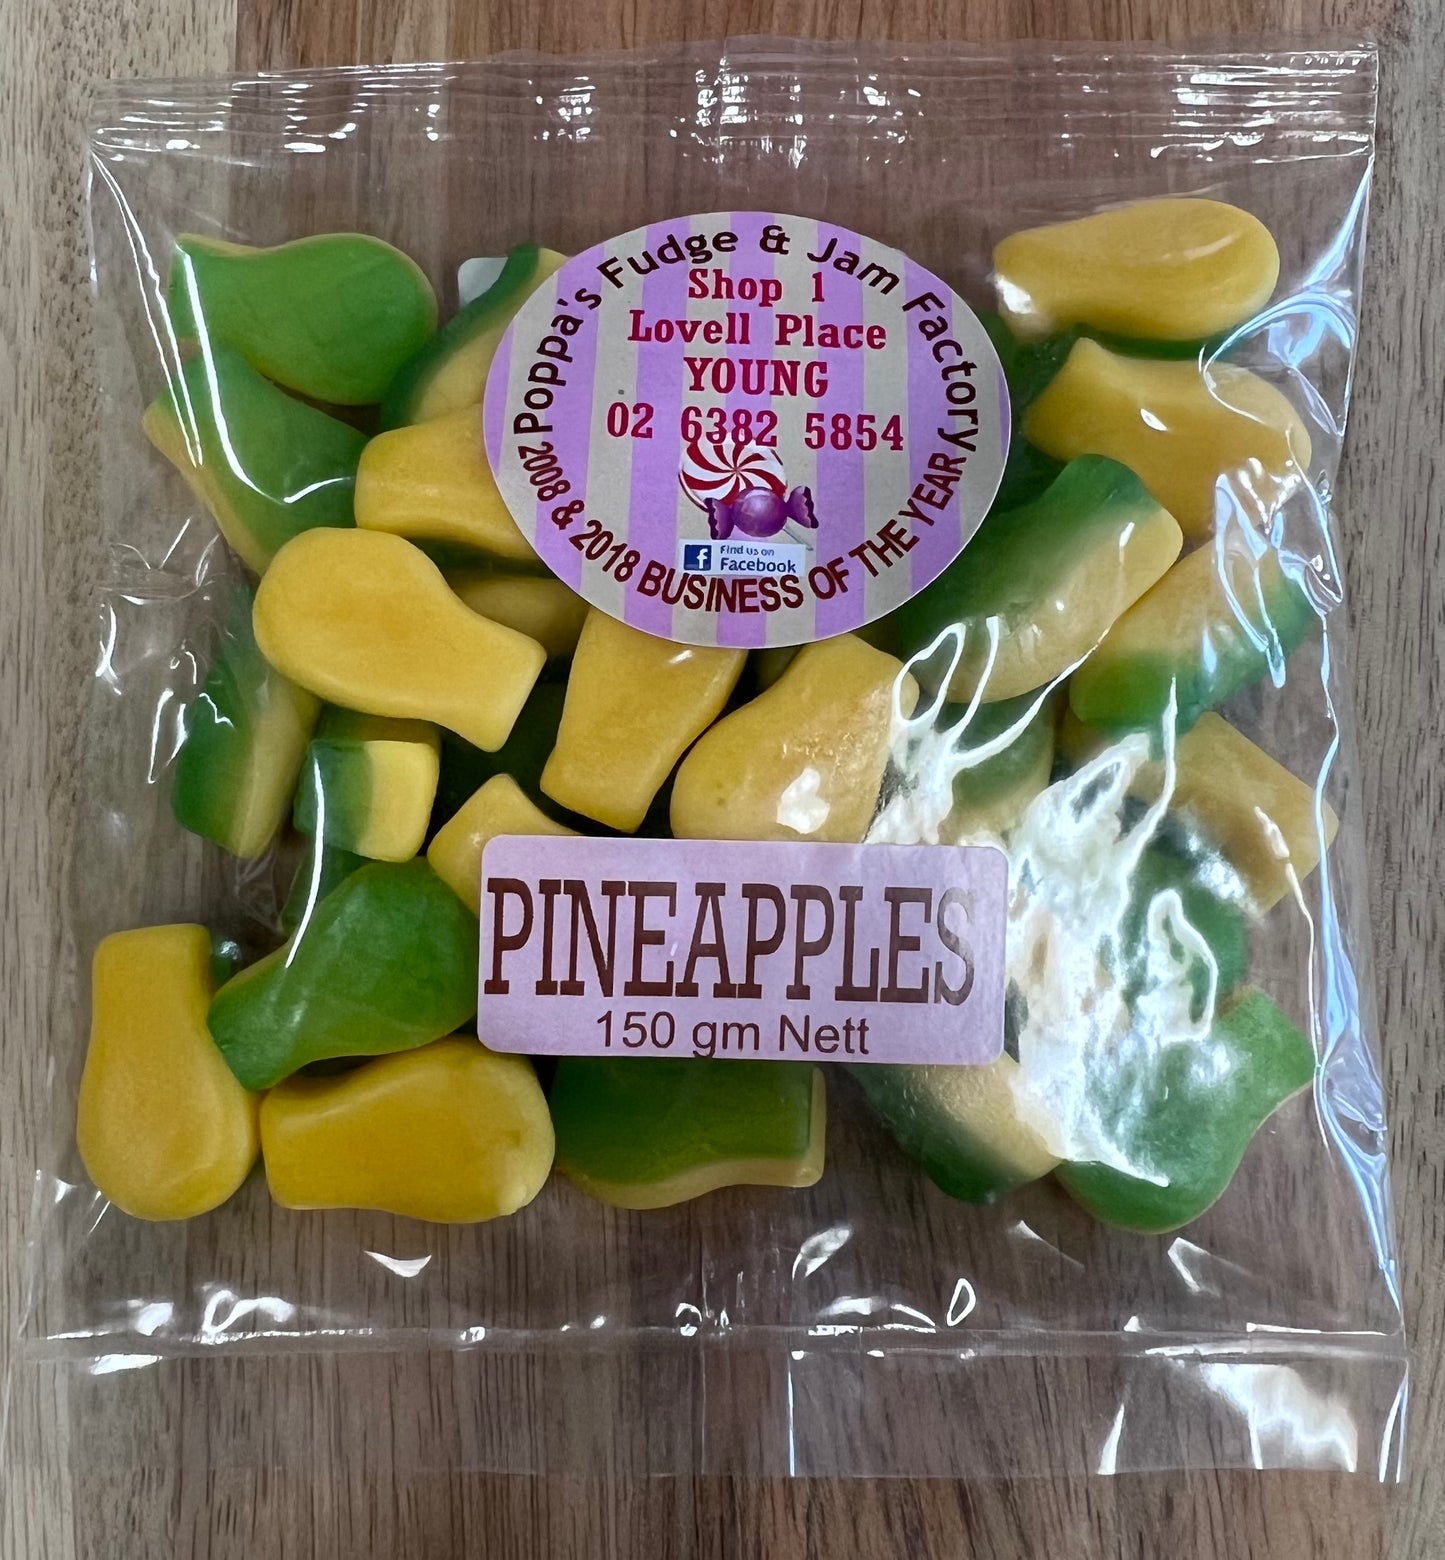 Poppa's Fudge & Jam Factory
Shop 1
Lovell Place
YOUNG
02 6382 5854
f Find us on
Facebook
2008 & 2018 BUSINESS OF THE YEAR
PINEAPPLES
150 gm Nett